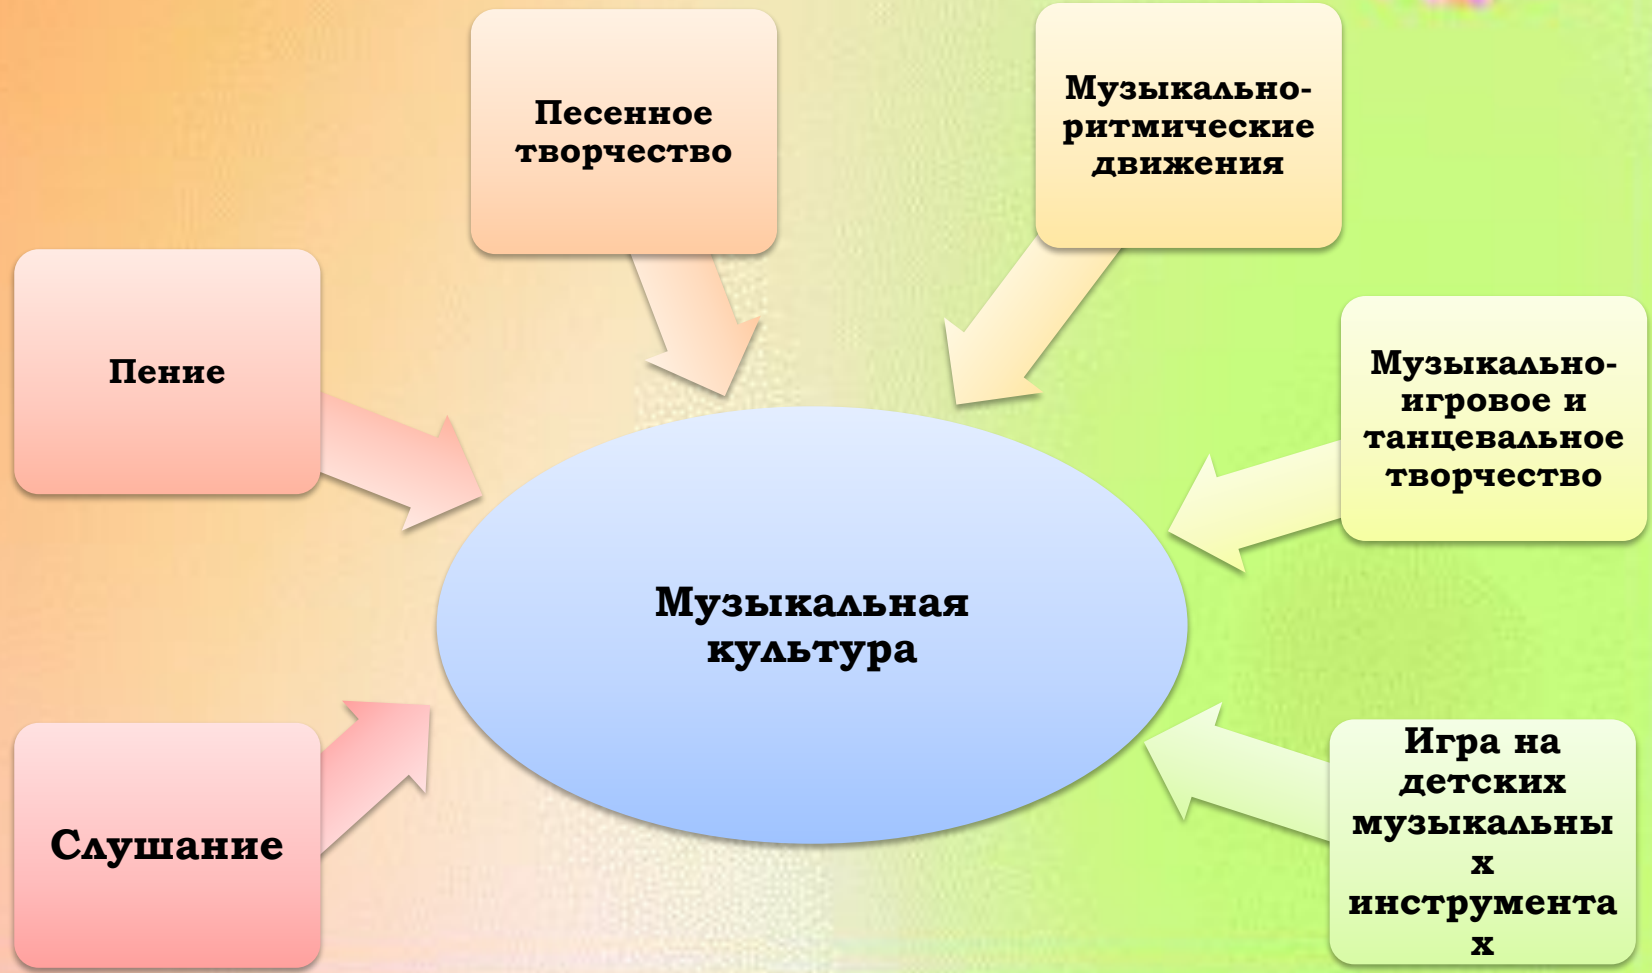 Песенное
творчество
Музыкально-
ритмические
движения
Пение
Музыкально-
игровое и
танцевальное
творчество
Музыкальная
культура
Слушание
Игра на
детских
музыкальны
х
инструмента
х